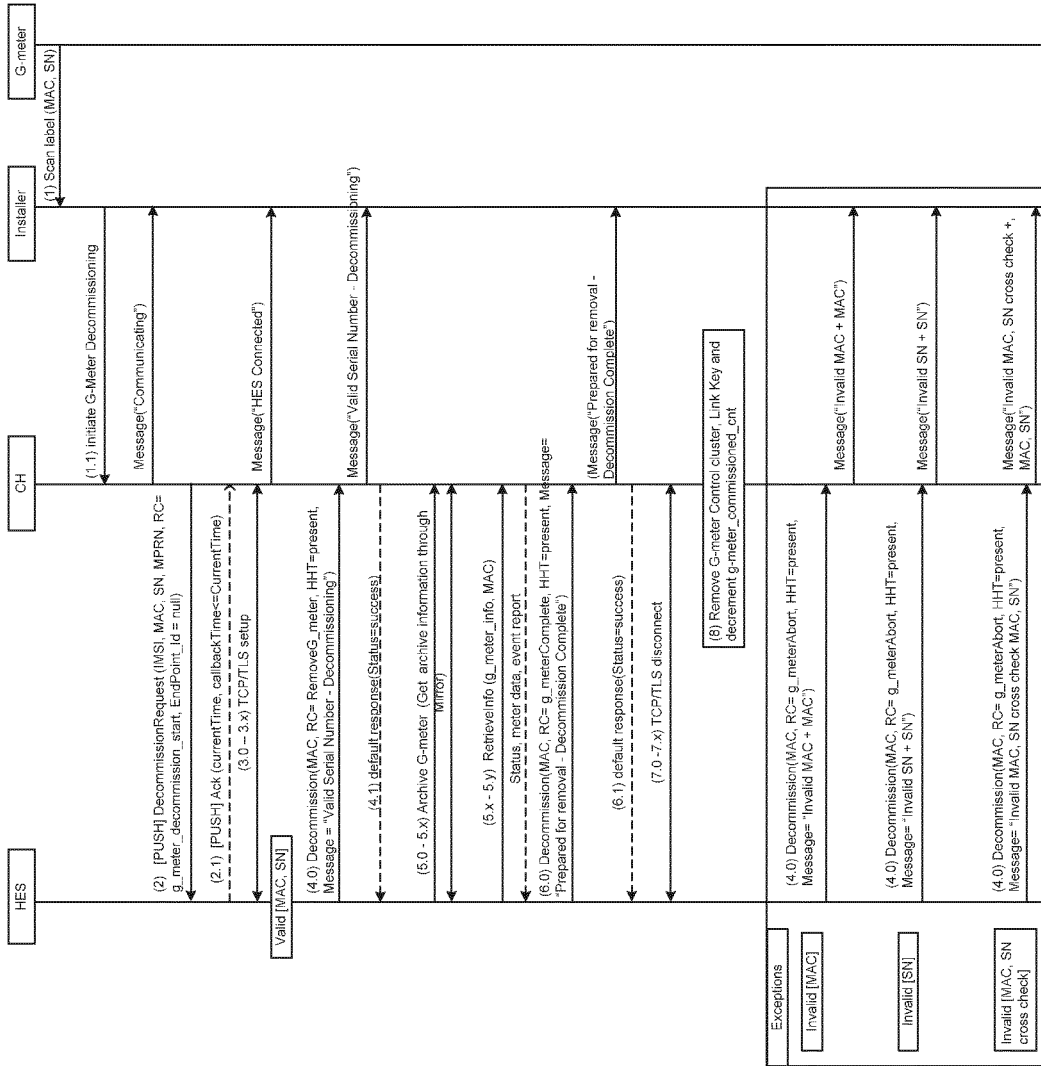 HES
CH
Installer
G-meter
(1) Scan label (MAC, SN)
(1.1) initiate G-Meter Decommissioning
Message("Communicating")
(2) [PUSH] DecommissionRequest (IMSI, MAC, SN, MPRN, RC=
g_meter_decommission_start, EndPoint_Id = null)
(2.1) [PUSH] Ack (currentTime, callbackTime<=CurrentTime)
(3.0 – 3.x) TCP/TLS setup
Message("HES Connected")
Valid [MAC, SN]
(4.0) Decommission(MAC, RC= RemoveG_meter, HHT=present,
Message = "Valid Serial Number - Decommissioning")
Message("Valid Serial Number - Decommissioning")
(4.1) default response(Status=success)
(5.0 - 5.x) Archive G-meter (Get archive information through
Mirror)
(5.x - 5.y) RetrieveInfo (g_meter_info, MAC)
Status, meter data, event report
(6.0) Decommission(MAC, RC= g_meterComplete, HHT=present, Message=
"Prepared for removal - Decommission Complete")
(Message("Prepared for removal -
Decommission Complete")
(6.1) default response(Status=success)
(7.0 -7.x) TCP/TLS disconnect
(8) Remove G-meter Control cluster, Link Key and
decrement g-meter_commissioned_cnt
Exceptions
Invalid [MAC]
(4.0) Decommission(MAC, RC= g_meterAbort, HHT=present,
Message= "Invalid MAC + MAC")
Message("Invalid MAC + MAC")
Invalid [SN]
(4.0) Decommission(MAC, RC= g_meterAbort, HHT=present,
Message= "Invalid SN + SN")
Message("Invalid SN + SN")
Invalid [MAC, SN
cross check]
(4.0) Decommission(MAC, RC= g_meterAbort, HHT=present,
Message= "Invalid MAC, SN cross check MAC, SN")
Message("Invalid MAC, SN cross check +,
MAC, SN")